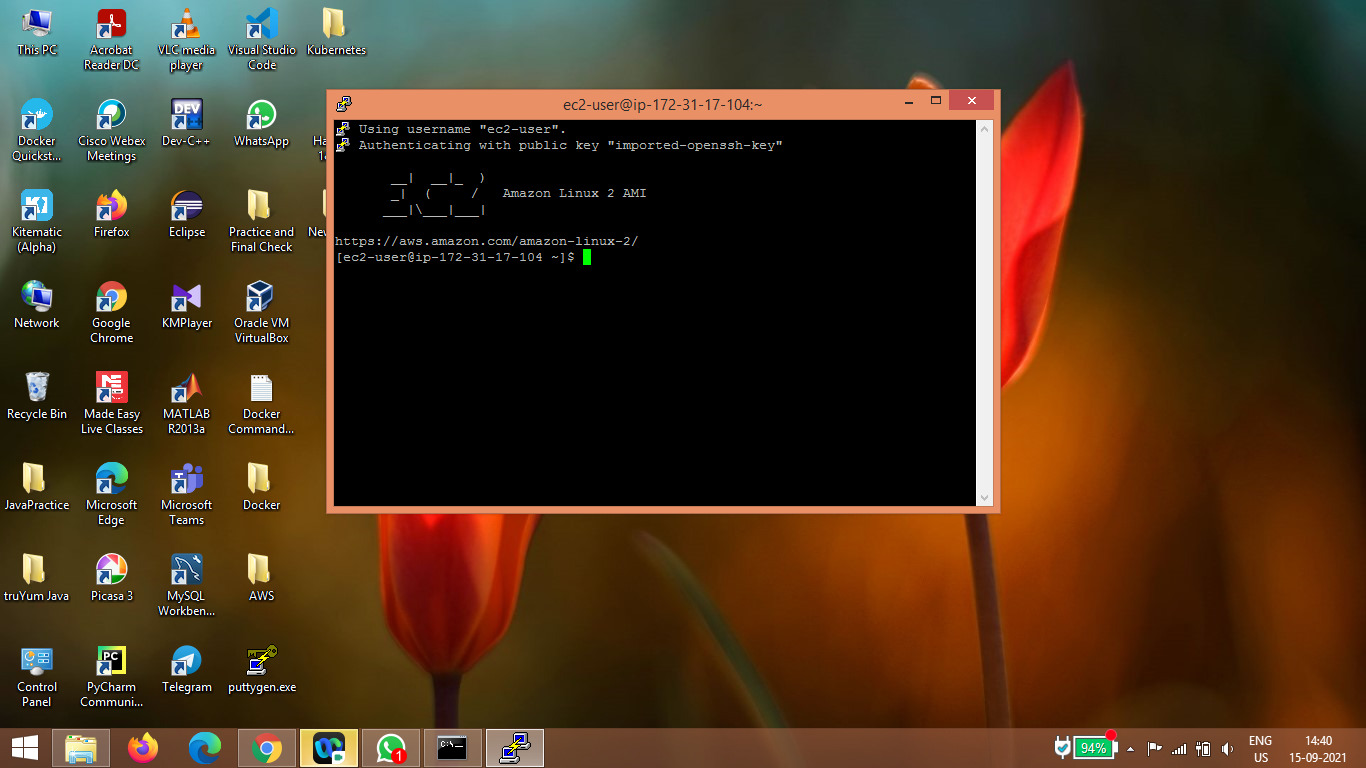 This PC
Acrobat
Reader DC
VLC media
player
Visual Studio
Code
Kubernetes
Docker
Quickst...
Cisco Webex
Meetings
DEV
Dev-C++
WhatsApp
Ha
Kitematic
(Alpha)
Firefox
Eclipse
Practice and
Final Check
Nev
Network
Google
Chrome
KMPlayer
Oracle VM
VirtualBox
Recycle Bin
Made Easy
Live Classes
MATLAB
R2013a
Docker
Command...
JavaPractice
Microsoft
Edge
Microsoft
Teams
Docker
truYum Java
Picasa 3
MySQL
Workben...
AWS
Control
Panel
PC
PyCharm
Communi...
Telegram
puttygen.exe
ec2-user@ip-172-31-17-104:~
Using username "ec2-user".
Authenticating with public key "imported-openssh-key"
       __|  __|_  )
       _|  (     /   Amazon Linux 2 AMI
      ___|\___|___|
https://aws.amazon.com/amazon-linux-2/
[ec2-user@ip-172-31-17-104 ~]$
1
C:\_
94%
ENG
US
14:40
15-09-2021